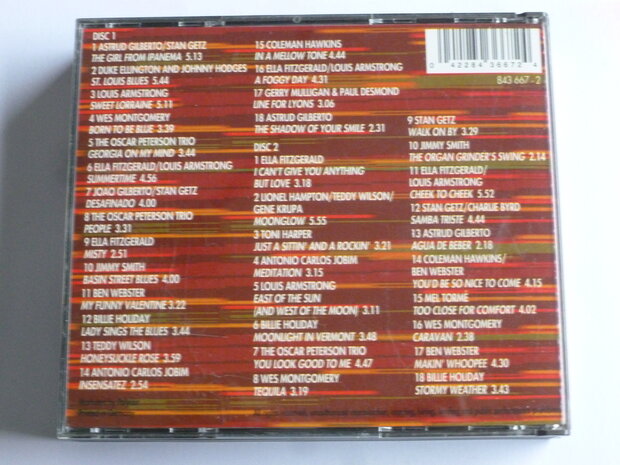 DISC 1
1 ASTRUD GILBERTO/STAN GETZ
THE GIRL FROM IPANEMA 5.13
2 DUKE ELLINGTON AND JOHNNY HODGES
ST. LOUIS BLUES 5.44
3 LOUIS ARMSTRONG
SWEET LORRAINE 5.11
4 WES MONTGOMERY
BORN TO BE BLUE 3.39
5 THE OSCAR PETERSON TRIO
GEORGIA ON MY MIND 3.44
6 ELLA FITZGERALD/LOUIS ARMSTRONG
SUMMERTIME 4.56
7 JOAO GILBERTO/STAN GETZ
DESAFINADO 4.00
8 THE OSCAR PETERSON TRIO
PEOPLE 3.31
9 ELLA FITZGERALD
MISTY 2.51
10 JIMMY SMITH
BASIN STREET BLUES 4.00
11 BEN WEBSTER
MY FUNNY VALENTINE 3.22
12 BILLIE HOLIDAY
LADY SINGS THE BLUES 3.44
13 TEDDY WILSON
HONEYSUCKLE ROSE 3.59
14 ANTONIO CARLOS JOBIM
INSENSATEZ 2.54
15 COLEMAN HAWKINS
IN A MELLOW TONE 4.44
16 ELLA FITZGERALD/LOUIS ARMSTRONG
A FOGGY DAY 4.31
17 GERRY MULLIGAN & PAUL DESMOND
LINE FOR LYONS 3.06
18 ASTRUD GILBERTO
THE SHADOW OF YOUR SMILE 2.31
DISC 2
1 ELLA FITZGERALD
I CAN'T GIVE YOU ANYTHING
BUT LOVE 3.18
2 LIONEL HAMPTON/TEDDY WILSON/
GENE KRUPA
MOONGLOW 5.55
3 TONI HARPER
JUST A SITTIN' AND A ROCKIN' 3.21
4 ANTONIO CARLOS JOBIM
MEDITATION 3.15
5 LOUIS ARMSTRONG
EAST OF THE SUN
(AND WEST OF THE MOON) 3.11
6 BILLIE HOLIDAY
MOONLIGHT IN VERMONT 3.48
7 THE OSCAR PETERSON TRIO
YOU LOOK GOOD TO ME 4.47
8 WES MONTGOMERY
TEQUILA 3.19
0 42284 36672 4
843 667-2
9 STAN GETZ
WALK ON BY 3.29
10 JIMMY SMITH
THE ORGAN GRINDER'S SWING 2.14
11 ELLA FITZGERALD/
LOUIS ARMSTRONG
CHEEK TO CHEEK 5.52
12 STAN GETZ/CHARLIE BYRD
SAMBA TRISTE 4.44
13 ASTRUD GILBERTO
AGUA DE BEBER 2.18
14 COLEMAN HAWKINS/
BEN WEBSTER
YOU'D BE SO NICE TO COME 4.15
15 MEL TORMÉ
TOO CLOSE FOR COMFORT 4.02
16 WES MONTGOMERY
CARAVAN 2.38
17 BEN WEBSTER
MAKIN' WHOOPEE 4.30
18 BILLIE HOLIDAY
STORMY WEATHER 3.43